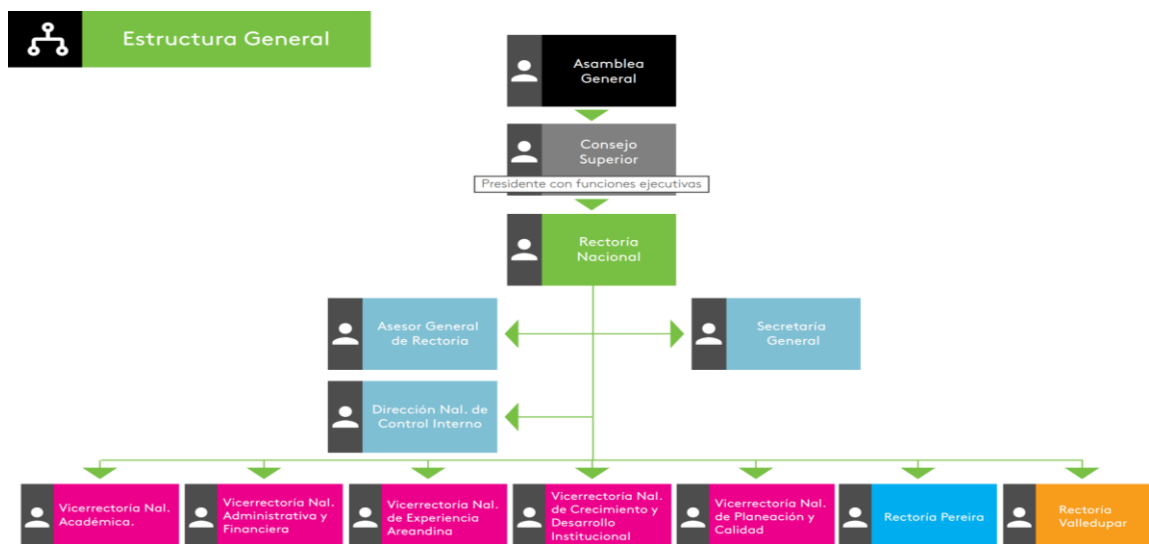 Estructura General
Asamblea
General
Consejo
Superior
Presidente con funciones ejecutivas
Rectoría
Nacional
Asesor General
de Rectoría
Secretaría
General
Dirección Nal. de
Control Interno
Vicerrectoría Nal.
Académica.
Vicerrectoría Nal.
Administrativa y
Financiera
Vicerrectoría Nal.
de Experiencia
Areandina
Vicerrectoría Nal.
de Crecimiento y
Desarrollo
Institucional
Vicerrectoría Nal.
de Planeación y
Calidad
Rectoría Pereira
Rectoría
Valledupar